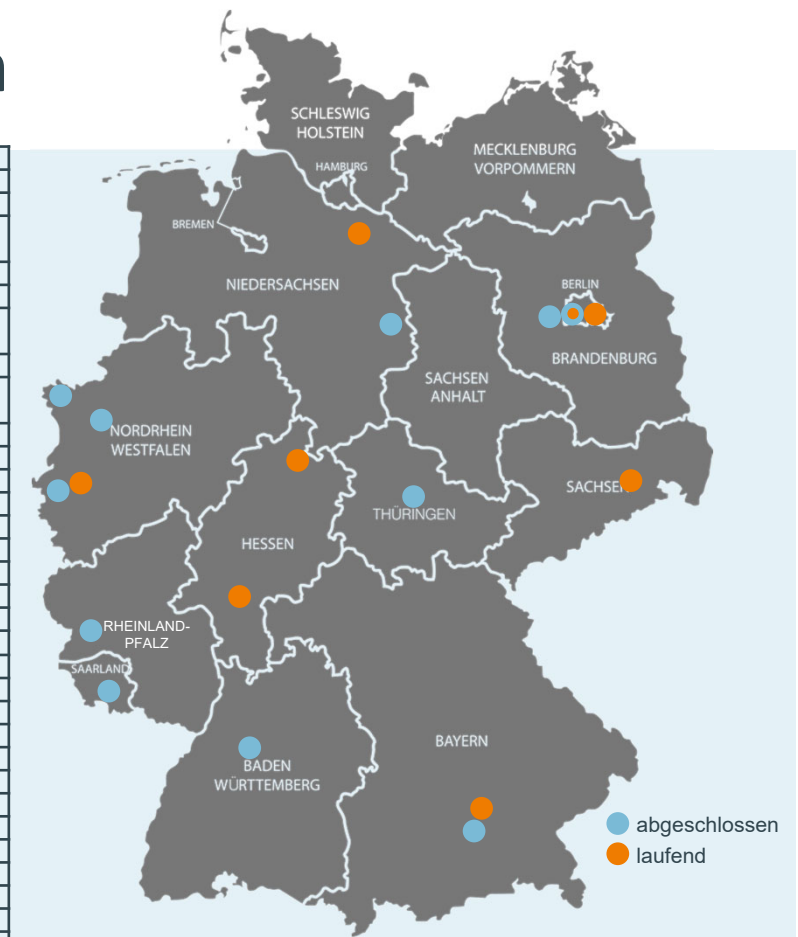 n
SCHLESWIG
HOLSTEIN
MECKLENBURG
VORPOMMERN
HAMBURG
BREMEN
NIEDERSACHSEN
BERLIN
BRANDENBURG
SACHSEN
ANHALT
NORDRHEIN
WESTFALEN
SACHSEN
THÜRINGEN
HESSEN
RHEINLAND-
PFALZ
SAARLAND
BAYERN
BADEN
WÜRTTEMBERG
abgeschlossen
laufend